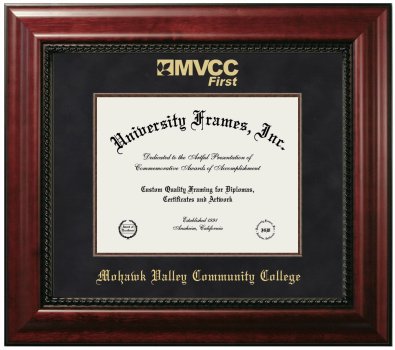 MVCC
First
University Frames, Inc.
Dedicated to the Artful Presentation of
Commemorative Awards of Accomplishment
Custom Quality Framing for Diplomas,
Certificates and Artwork
Established 1991
Anaheim, California
Mohawk Valley Community College